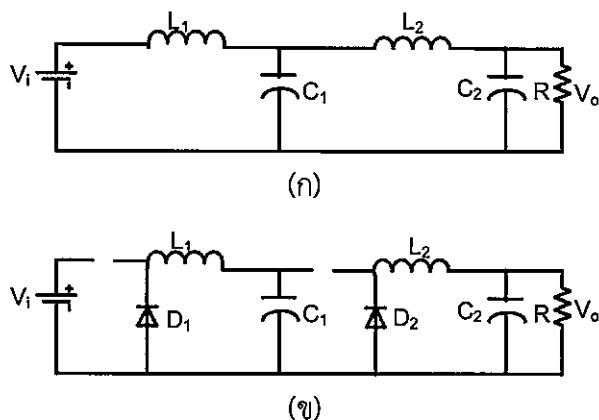 L₁ L₂
Vᵢ + C₁ C₂ R Vₒ
(ก)
L₁ L₂
Vᵢ + D₁ C₁ D₂ C₂ R Vₒ
(ข)